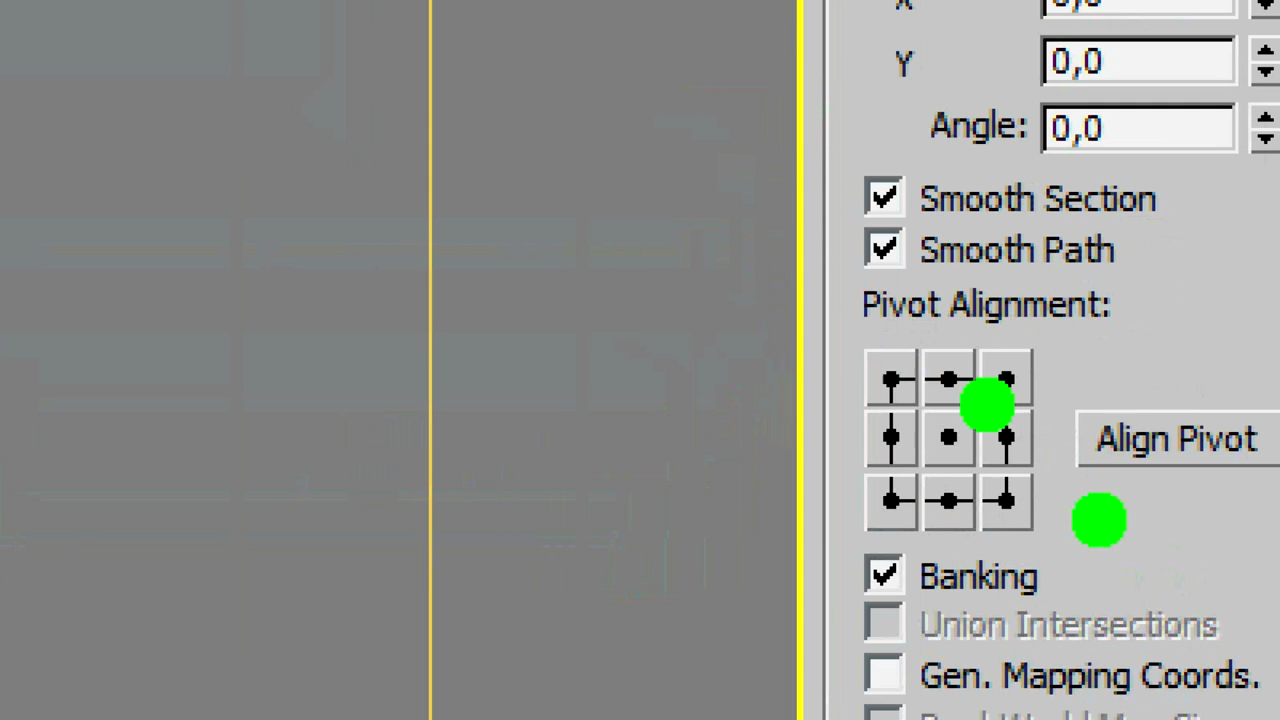 Y 0,0
Angle: 0,0
Smooth Section
Smooth Path
Pivot Alignment:
Align Pivot
Banking
Union Intersections
Gen. Mapping Coords.